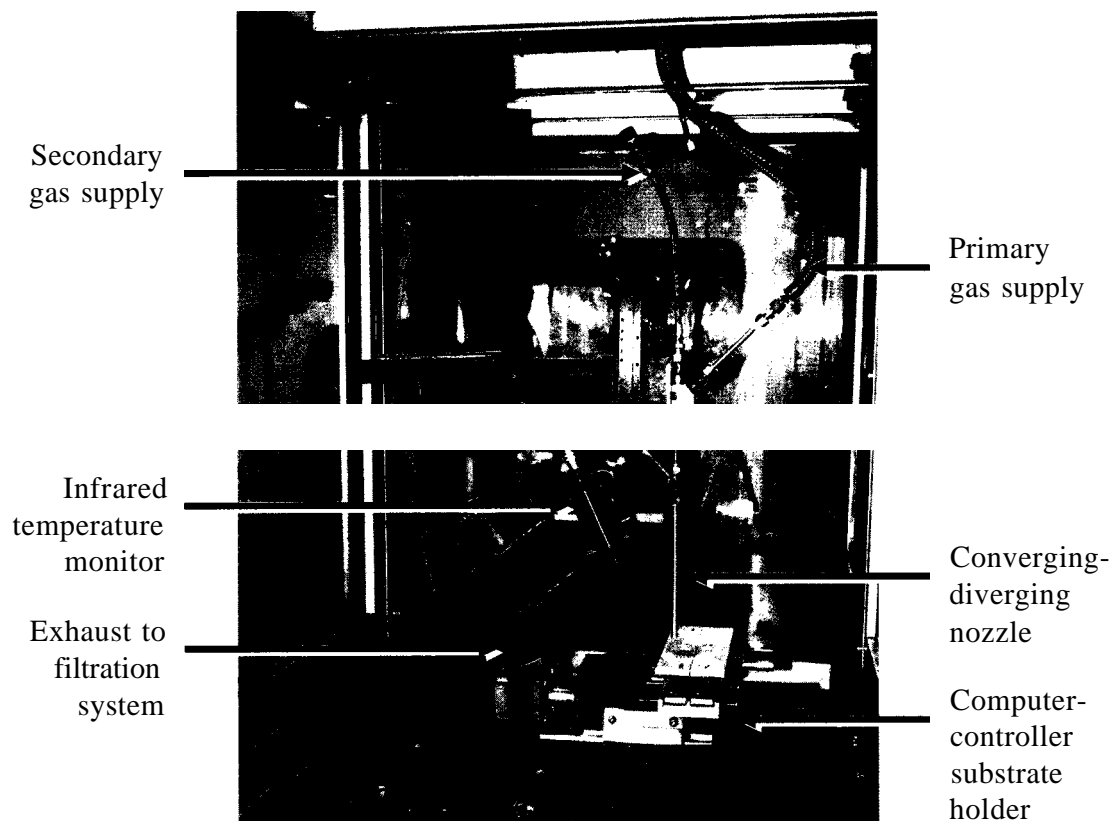 Secondary
gas supply
Primary
gas supply
Infrared
temperature
monitor
Exhaust to
filtration
system
Converging-
diverging
nozzle
Computer-
controller
substrate
holder